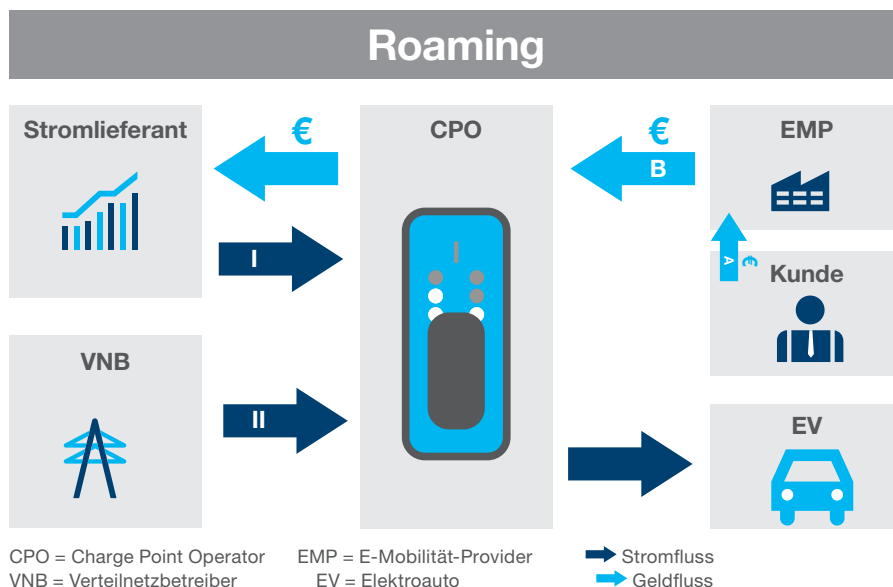 Roaming
Stromlieferant
€
CPO
€
EMP
B
I
A €
Kunde
VNB
II
EV
CPO = Charge Point Operator
EMP = E-Mobilität-Provider
Stromfluss
VNB = Verteilnetzbetreiber
EV = Elektroauto
Geldfluss